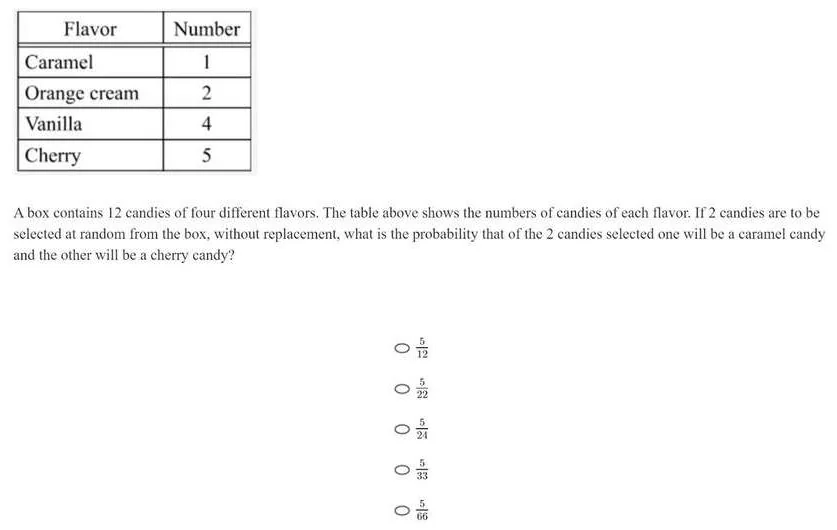 Flavor Number
Caramel 1
Orange cream 2
Vanilla 4
Cherry 5
A box contains 12 candies of four different flavors. The table above shows the numbers of candies of each flavor. If 2 candies are to be
selected at random from the box, without replacement, what is the probability that of the 2 candies selected one will be a caramel candy
and the other will be a cherry candy?
5/12
5/22
5/24
5/33
5/66